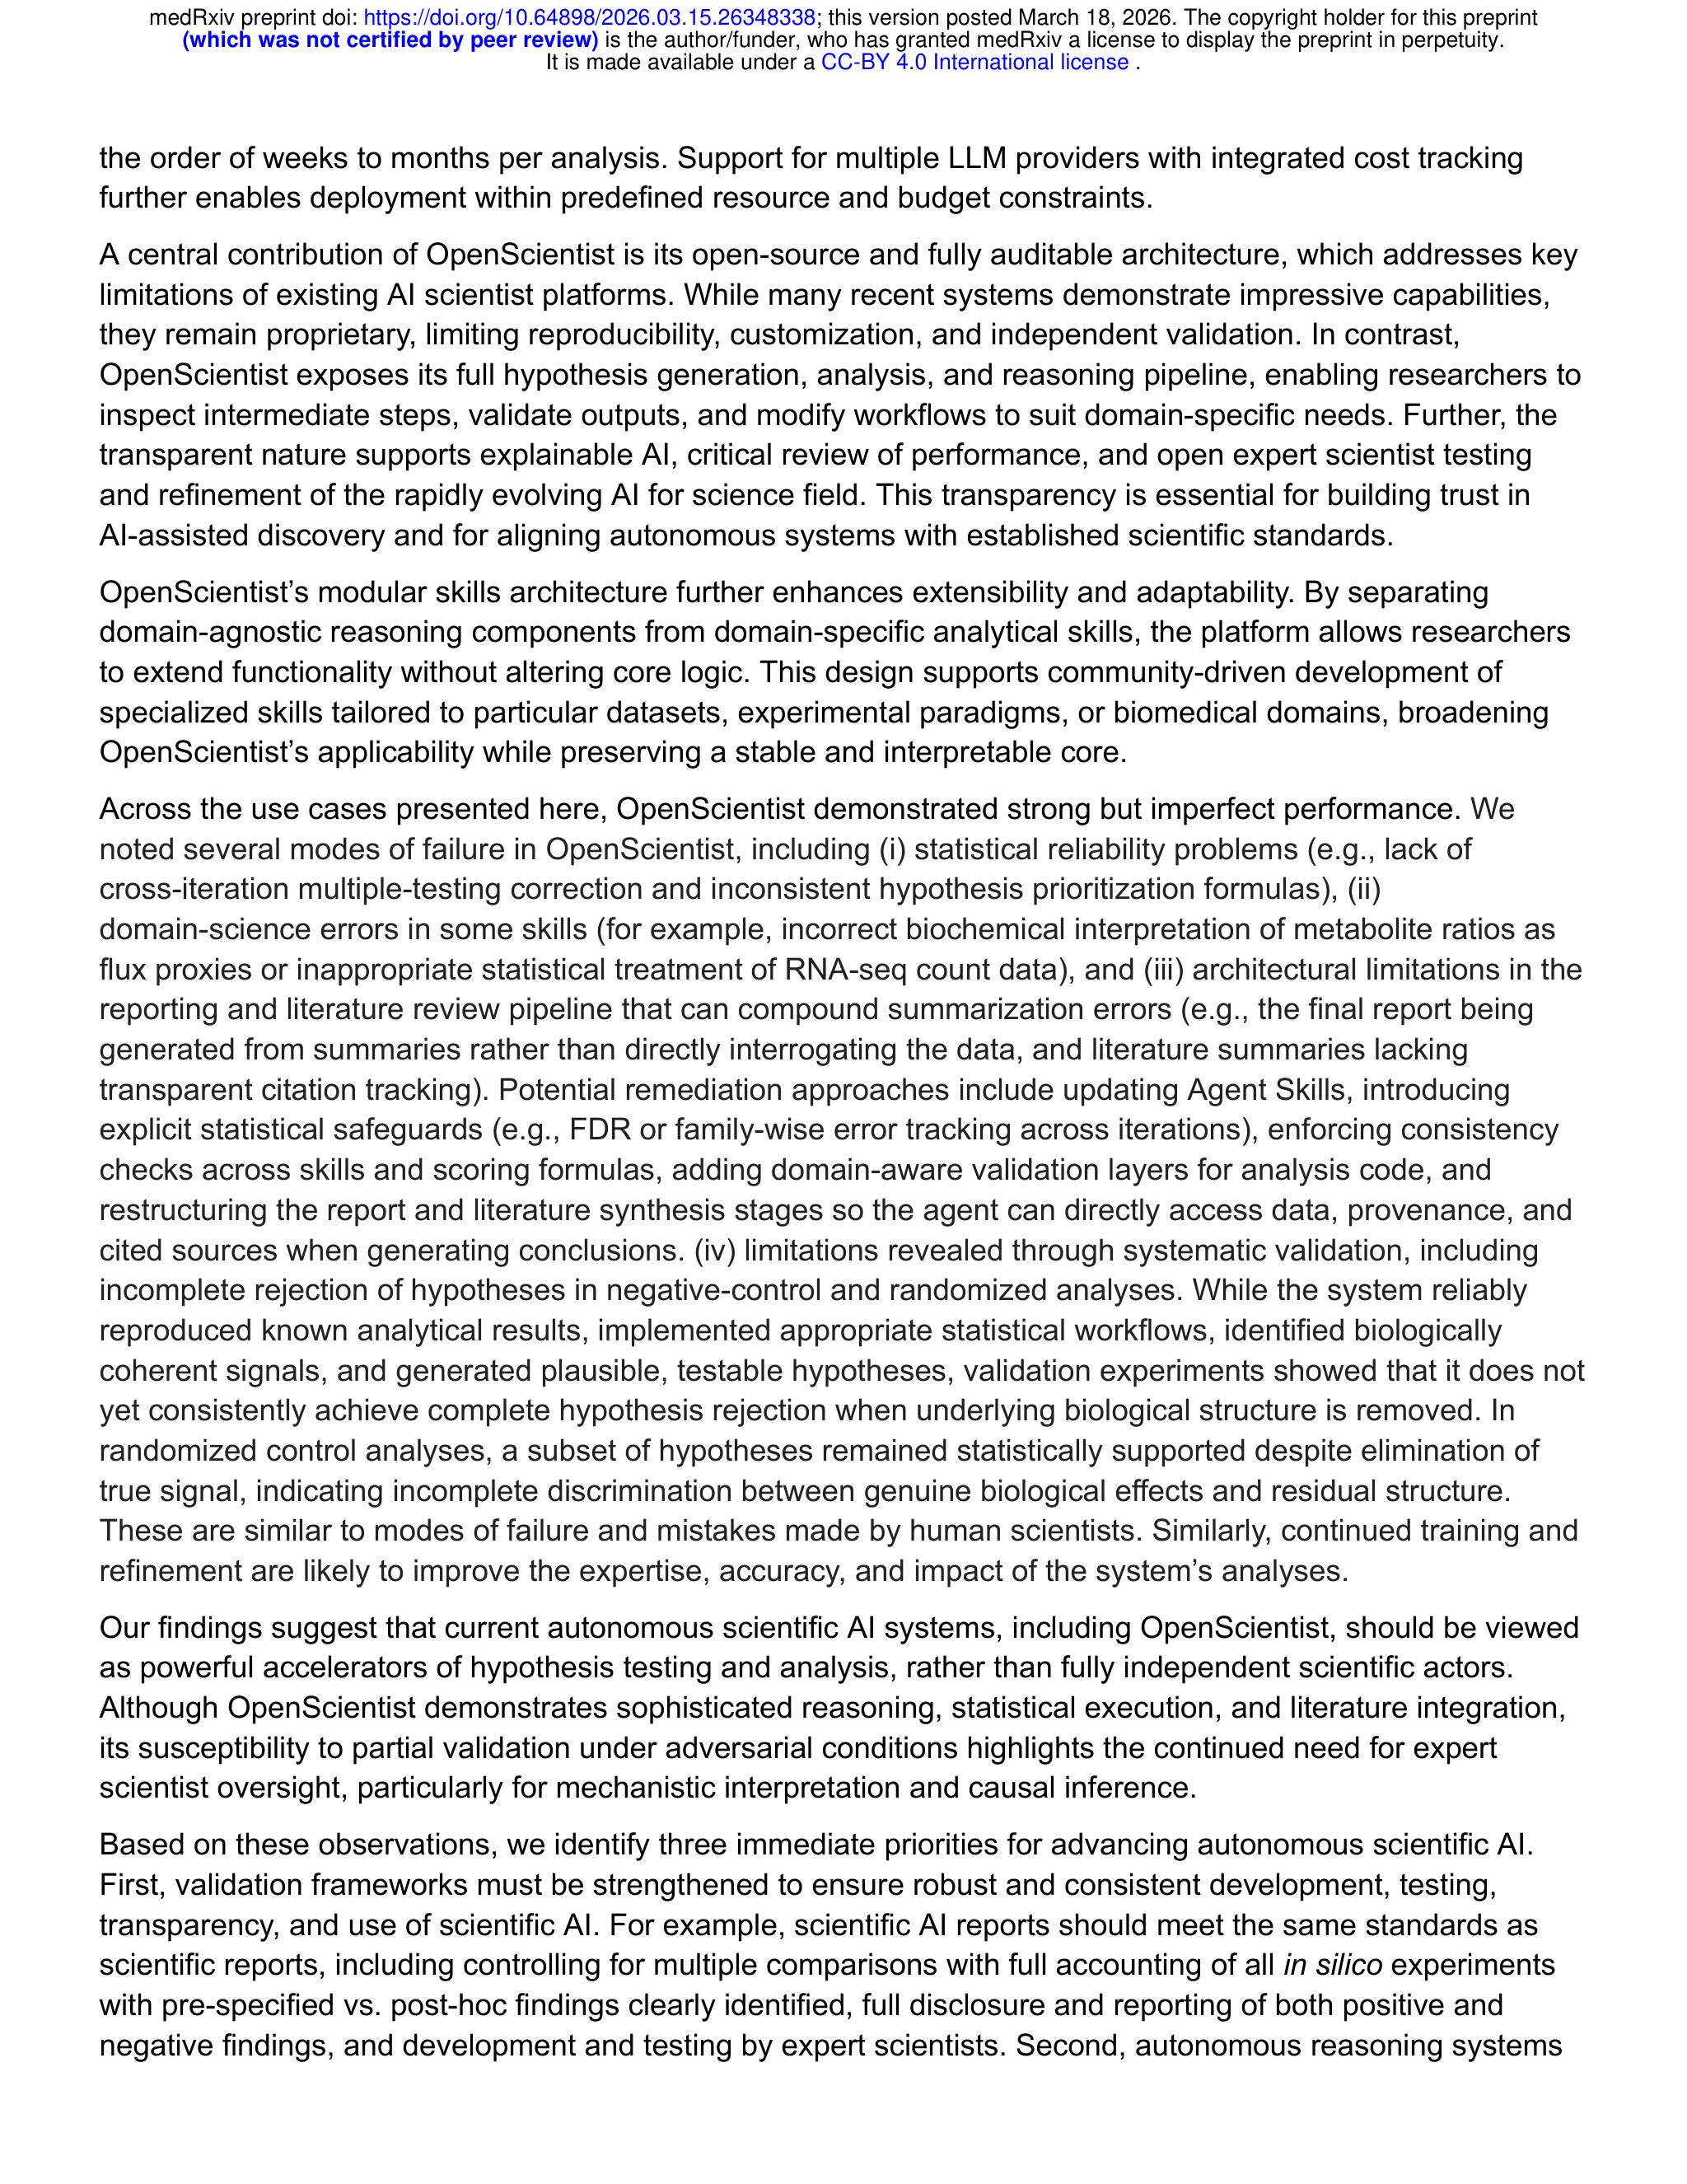 medRxiv preprint doi: https://doi.org/10.64898/2026.03.15.26348338; this version posted March 18, 2026. The copyright holder for this preprint
(which was not certified by peer review) is the author/funder, who has granted medRxiv a license to display the preprint in perpetuity.
It is made available under a CC-BY 4.0 International license .
the order of weeks to months per analysis. Support for multiple LLM providers with integrated cost tracking
further enables deployment within predefined resource and budget constraints.
A central contribution of OpenScientist is its open-source and fully auditable architecture, which addresses key
limitations of existing AI scientist platforms. While many recent systems demonstrate impressive capabilities,
they remain proprietary, limiting reproducibility, customization, and independent validation. In contrast,
OpenScientist exposes its full hypothesis generation, analysis, and reasoning pipeline, enabling researchers to
inspect intermediate steps, validate outputs, and modify workflows to suit domain-specific needs. Further, the
transparent nature supports explainable AI, critical review of performance, and open expert scientist testing
and refinement of the rapidly evolving AI for science field. This transparency is essential for building trust in
AI-assisted discovery and for aligning autonomous systems with established scientific standards.
OpenScientist’s modular skills architecture further enhances extensibility and adaptability. By separating
domain-agnostic reasoning components from domain-specific analytical skills, the platform allows researchers
to extend functionality without altering core logic. This design supports community-driven development of
specialized skills tailored to particular datasets, experimental paradigms, or biomedical domains, broadening
OpenScientist’s applicability while preserving a stable and interpretable core.
Across the use cases presented here, OpenScientist demonstrated strong but imperfect performance. We
noted several modes of failure in OpenScientist, including (i) statistical reliability problems (e.g., lack of
cross-iteration multiple-testing correction and inconsistent hypothesis prioritization formulas), (ii)
domain-science errors in some skills (for example, incorrect biochemical interpretation of metabolite ratios as
flux proxies or inappropriate statistical treatment of RNA-seq count data), and (iii) architectural limitations in the
reporting and literature review pipeline that can compound summarization errors (e.g., the final report being
generated from summaries rather than directly interrogating the data, and literature summaries lacking
transparent citation tracking). Potential remediation approaches include updating Agent Skills, introducing
explicit statistical safeguards (e.g., FDR or family-wise error tracking across iterations), enforcing consistency
checks across skills and scoring formulas, adding domain-aware validation layers for analysis code, and
restructuring the report and literature synthesis stages so the agent can directly access data, provenance, and
cited sources when generating conclusions. (iv) limitations revealed through systematic validation, including
incomplete rejection of hypotheses in negative-control and randomized analyses. While the system reliably
reproduced known analytical results, implemented appropriate statistical workflows, identified biologically
coherent signals, and generated plausible, testable hypotheses, validation experiments showed that it does not
yet consistently achieve complete hypothesis rejection when underlying biological structure is removed. In
randomized control analyses, a subset of hypotheses remained statistically supported despite elimination of
true signal, indicating incomplete discrimination between genuine biological effects and residual structure.
These are similar to modes of failure and mistakes made by human scientists. Similarly, continued training and
refinement are likely to improve the expertise, accuracy, and impact of the system’s analyses.
Our findings suggest that current autonomous scientific AI systems, including OpenScientist, should be viewed
as powerful accelerators of hypothesis testing and analysis, rather than fully independent scientific actors.
Although OpenScientist demonstrates sophisticated reasoning, statistical execution, and literature integration,
its susceptibility to partial validation under adversarial conditions highlights the continued need for expert
scientist oversight, particularly for mechanistic interpretation and causal inference.
Based on these observations, we identify three immediate priorities for advancing autonomous scientific AI.
First, validation frameworks must be strengthened to ensure robust and consistent development, testing,
transparency, and use of scientific AI. For example, scientific AI reports should meet the same standards as
scientific reports, including controlling for multiple comparisons with full accounting of all in silico experiments
with pre-specified vs. post-hoc findings clearly identified, full disclosure and reporting of both positive and
negative findings, and development and testing by expert scientists. Second, autonomous reasoning systems